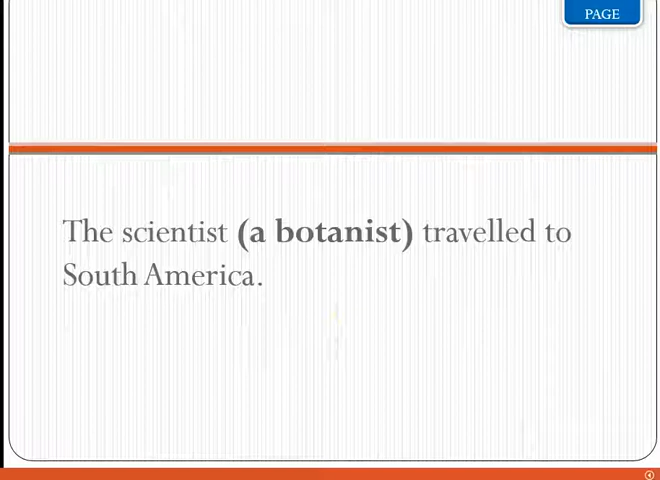 PAGE
The scientist (a botanist) travelled to
South America.